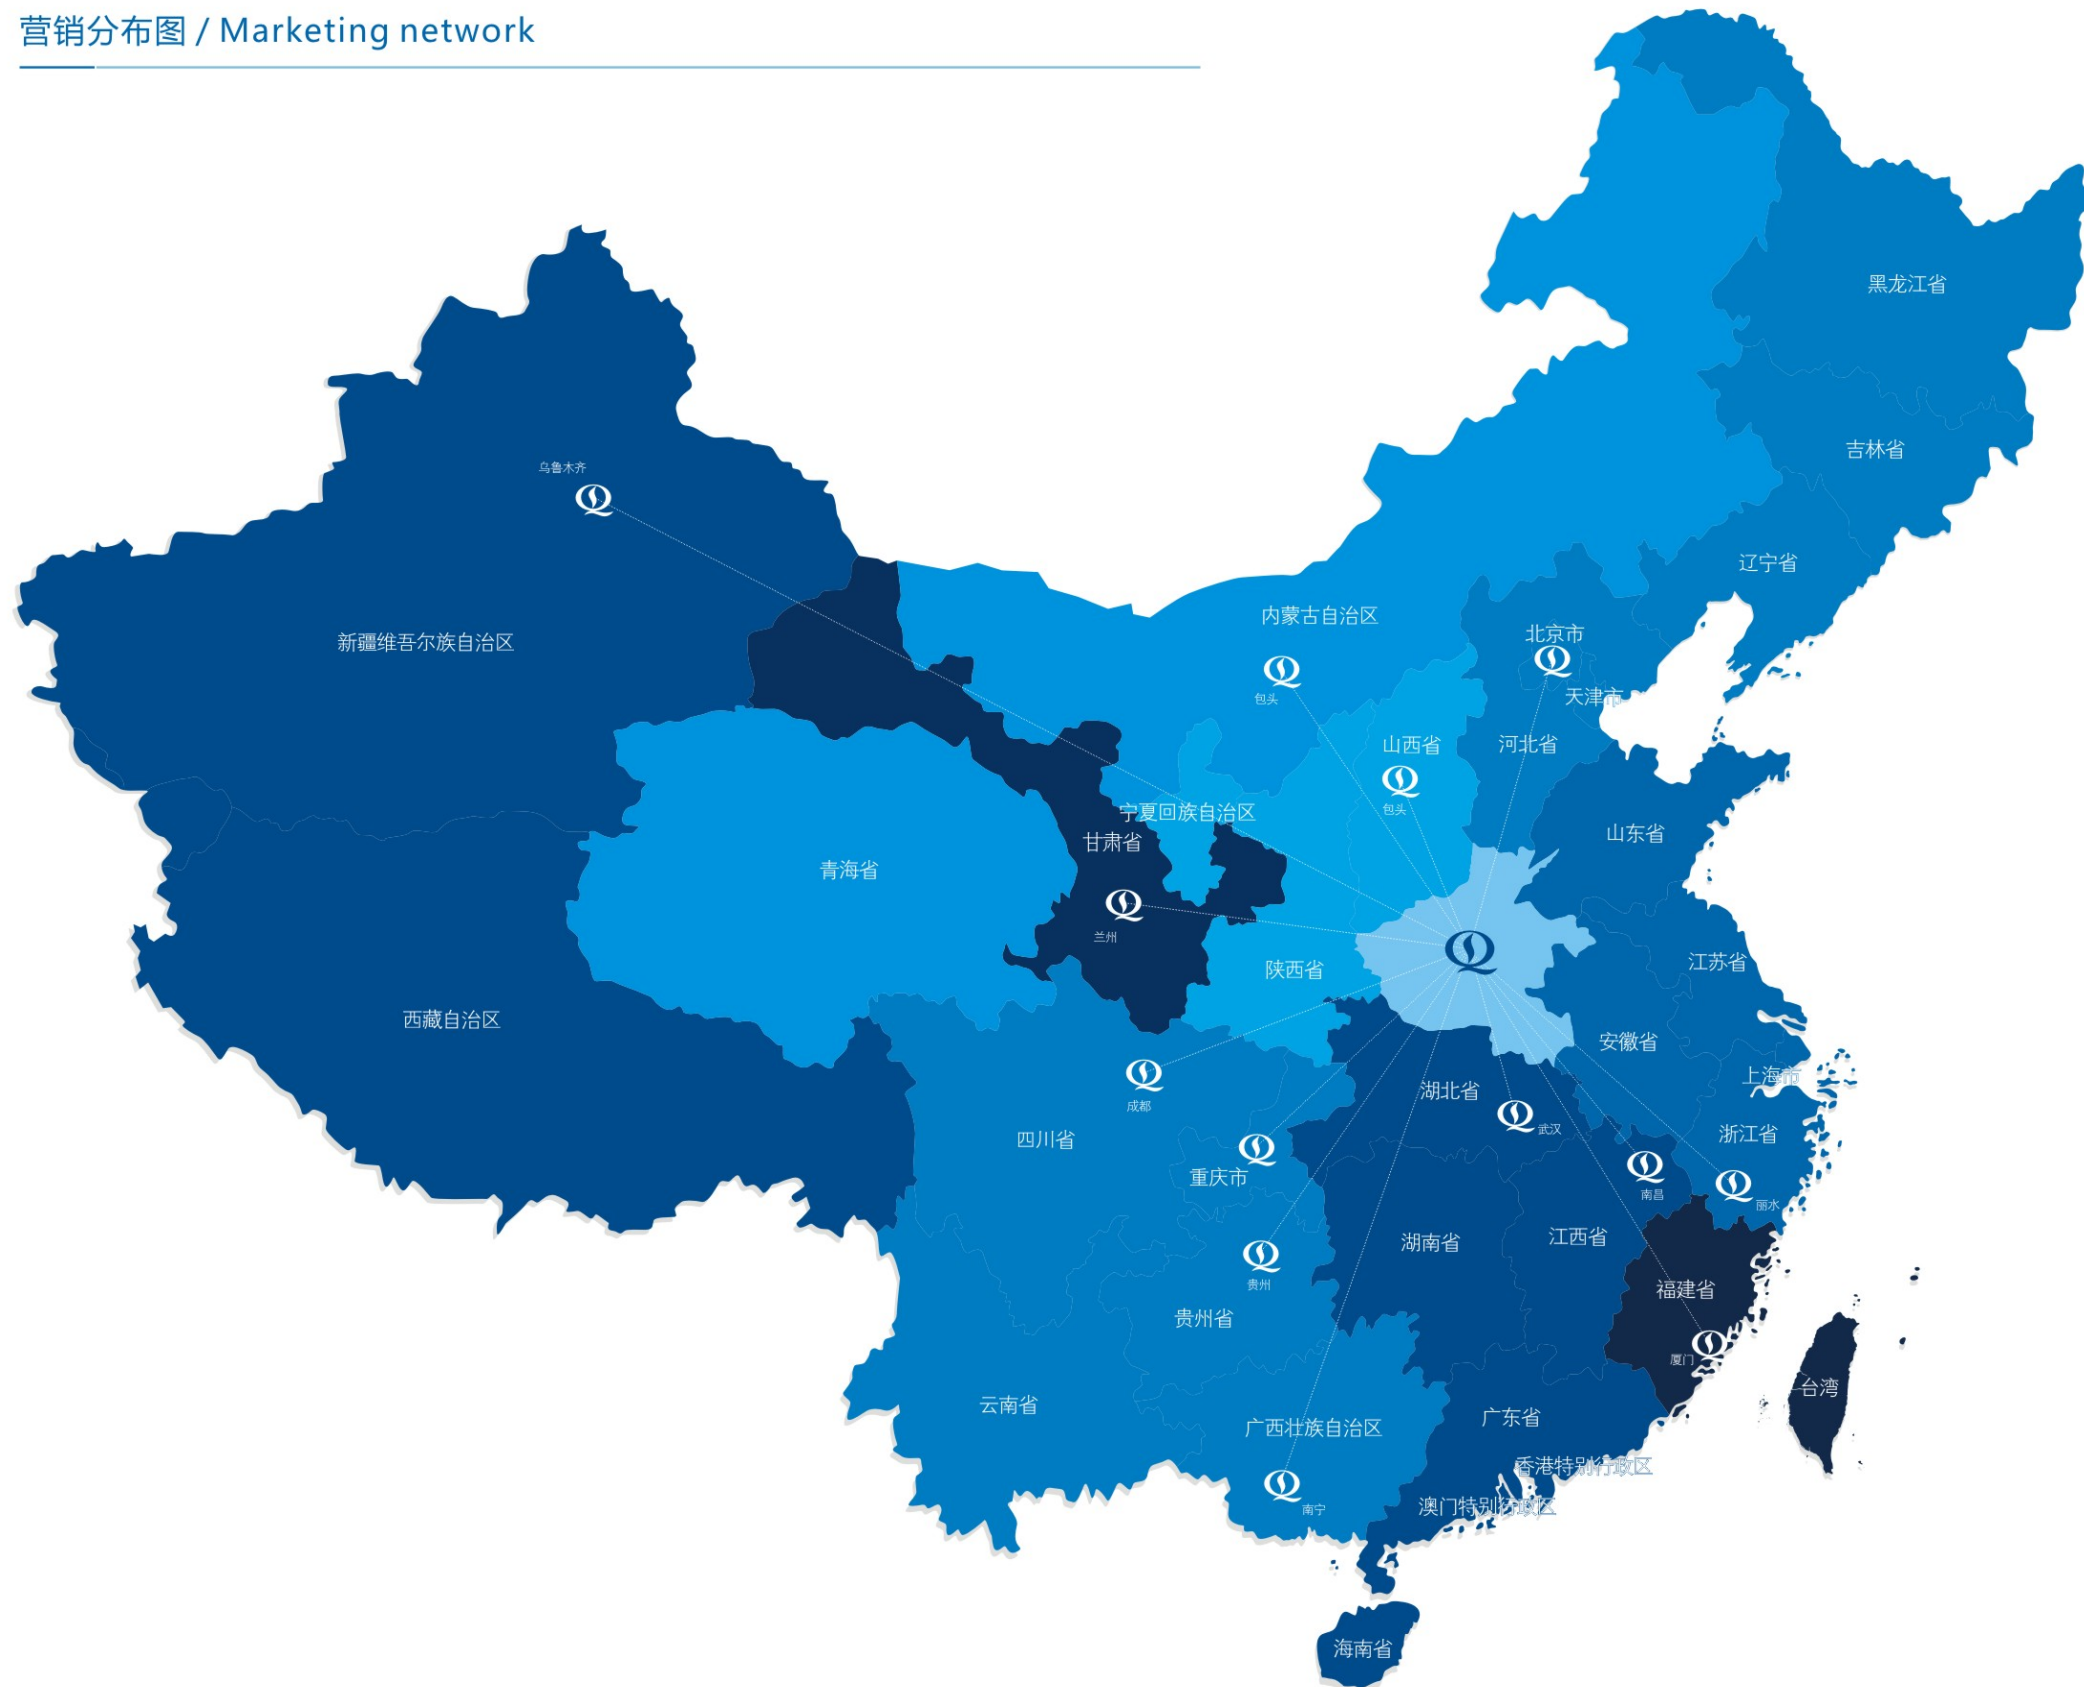 营销分布图 / Marketing network
黑龙江省
吉林省
乌鲁木齐
辽宁省
内蒙古自治区
北京市
新疆维吾尔族自治区
包头
天津市
山西省
河北省
包头
宁夏回族自治区
山东省
甘肃省
青海省
兰州
江苏省
陕西省
西藏自治区
安徽省
上海市
湖北省
成都
武汉
浙江省
四川省
重庆市
南昌
丽水
江西省
湖南省
贵州
福建省
贵州省
厦门
台湾
云南省
广东省
广西壮族自治区
香港特别行政区
澳门特别行政区
南宁
海南省